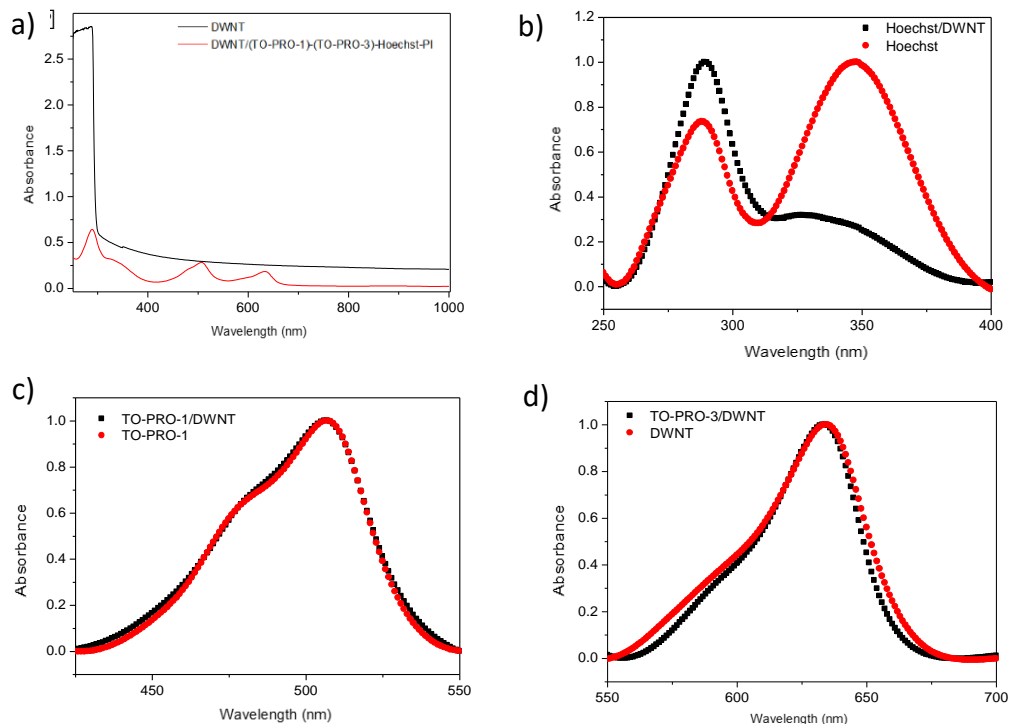 a)
DWNT
DWNT/(TO-PRO-1)-(TO-PRO-3)-Hoechst-PI
2.5
2.0
1.5
1.0
0.5
0.0
Absorbance
400
600
800
1000
Wavelength (nm)
b)
Hoechst/DWNT
Hoechst
1.0
0.8
0.6
0.4
0.2
0.0
Absorbance
250
300
350
400
Wavelength (nm)
c)
TO-PRO-1/DWNT
TO-PRO-1
1.0
0.8
0.6
0.4
0.2
0.0
Absorbance
450
500
550
Wavelength (nm)
d)
TO-PRO-3/DWNT
DWNT
1.0
0.8
0.6
0.4
0.2
0.0
Absorbance
550
600
650
700
Wavelength (nm)